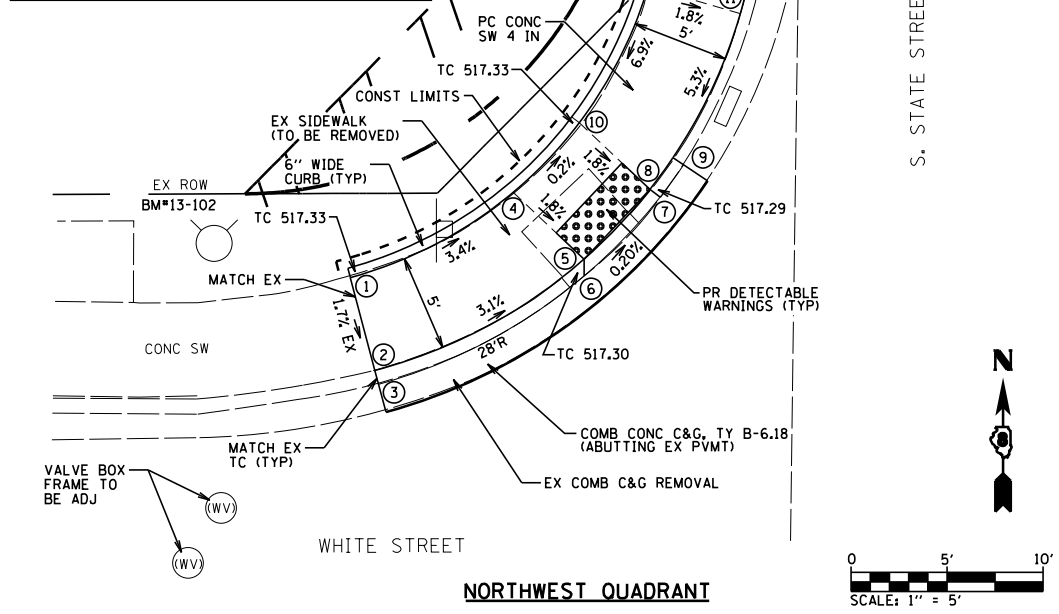 1.8%
5'
PC CONC
SW 4 IN
6.9%
5.3%
S. STATE STREE
TC 517.33
CONST LIMITS
EX SIDEWALK
(TO BE REMOVED)
10
6'' WIDE
CURB (TYP)
0.2%
1.8%
8
9
EX ROW
BM#13-102
TC 517.33
4
1.8%
7
TC 517.29
3.4%
5
0.20%
6
MATCH EX
1
PR DETECTABLE
WARNINGS (TYP)
1.7% EX
5'
3.1%
CONC SW
2
28'R
TC 517.30
3
N
8
COMB CONC C&G, TY B-6.18
(ABUTTING EX PVMT)
MATCH EX
TC (TYP)
VALVE BOX
FRAME TO
BE ADJ
EX COMB C&G REMOVAL
(WV)
(WV)
WHITE STREET
0 5' 10'
SCALE: 1'' = 5'
NORTHWEST QUADRANT